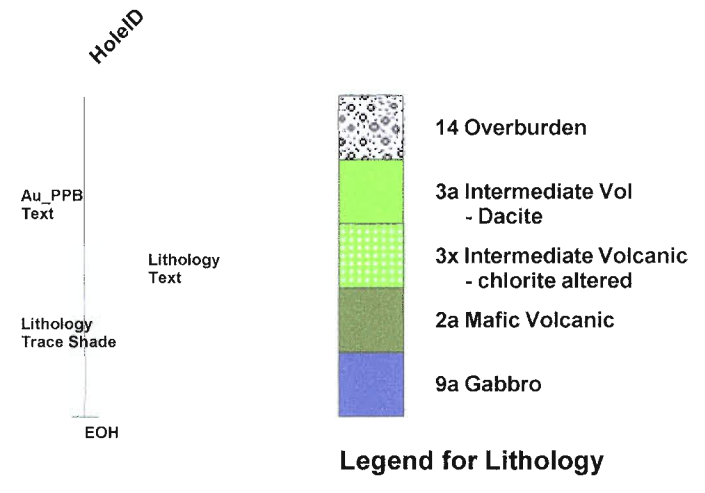 HoleID
Au_PPB
Text
Lithology
Text
Lithology
Trace Shade
EOH
14 Overburden
3a Intermediate Vol
- Dacite
3x Intermediate Volcanic
- chlorite altered
2a Mafic Volcanic
9a Gabbro
Legend for Lithology